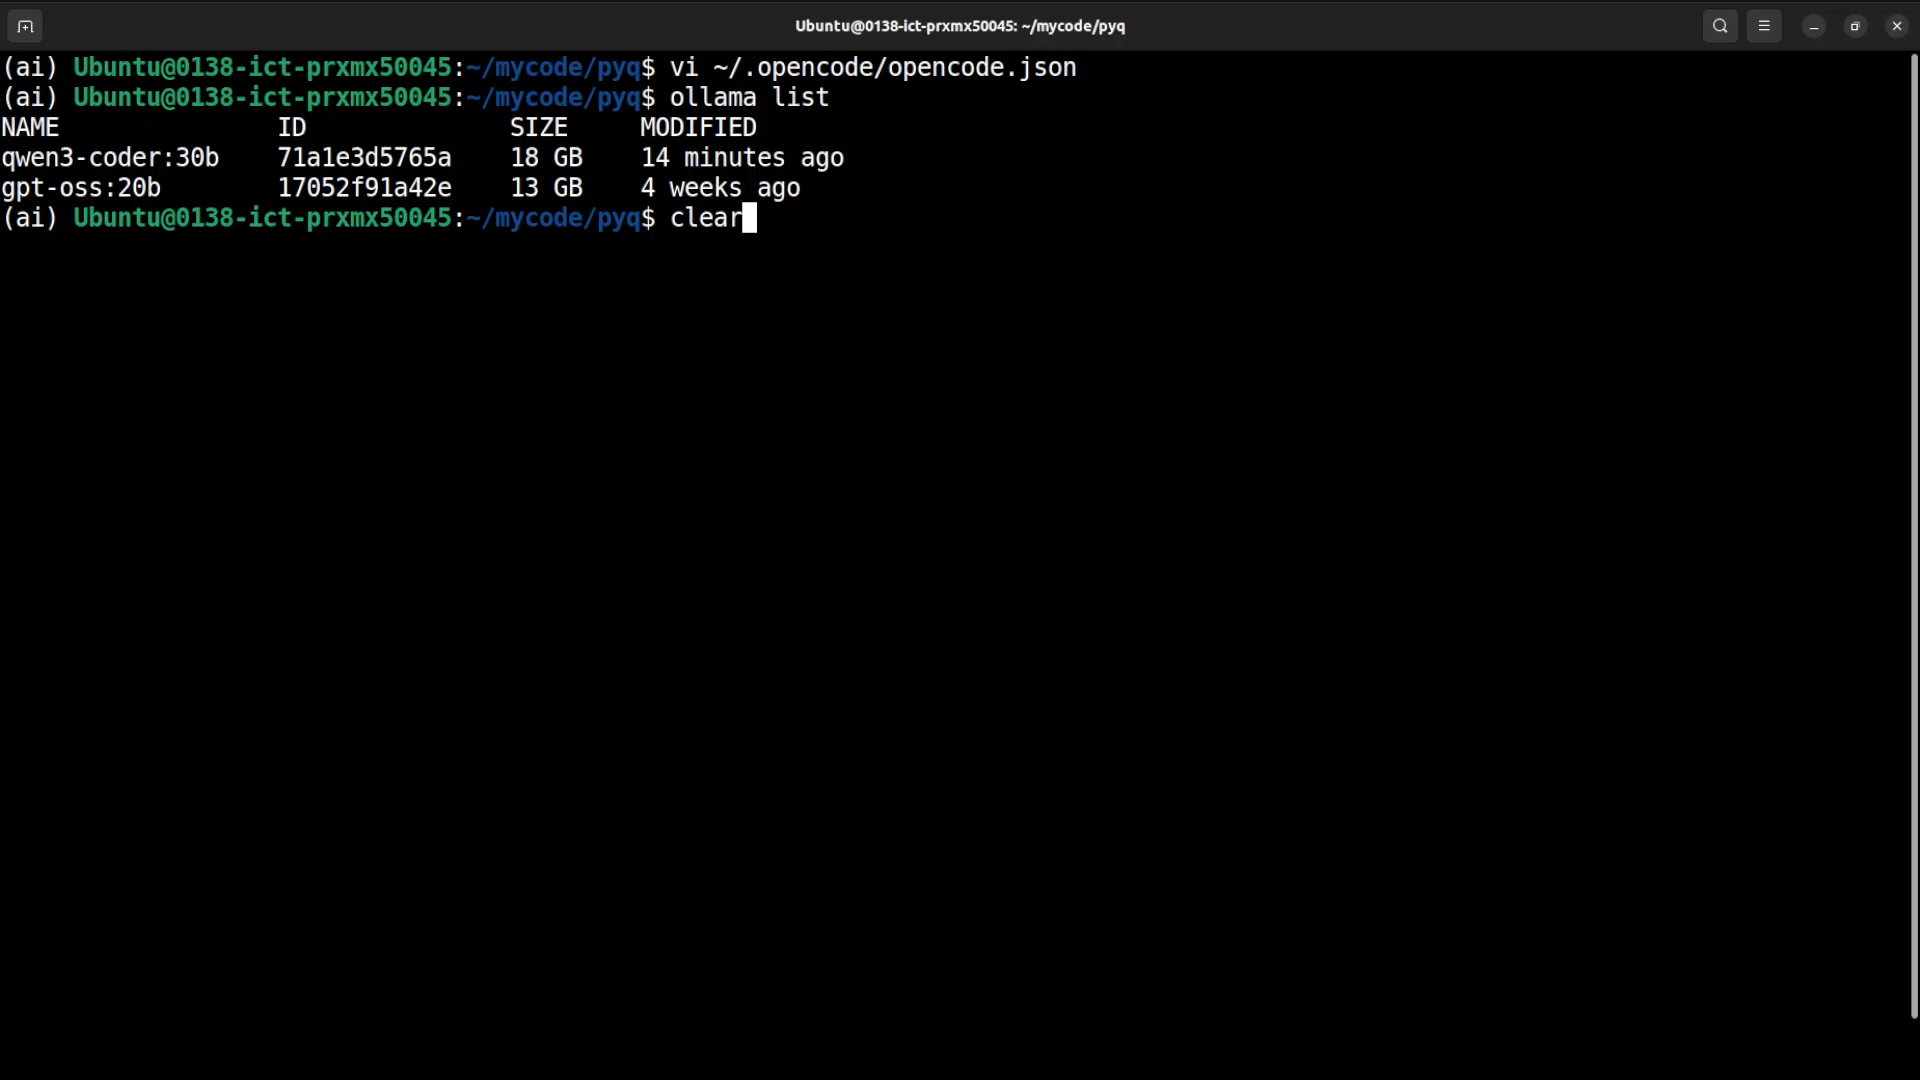 Ubuntu@0138-ict-prxmx50045: ~/mycode/pyq
(ai) Ubuntu@0138-ict-prxmx50045:~/mycode/pyq$ vi ~/.opencode/opencode.json
(ai) Ubuntu@0138-ict-prxmx50045:~/mycode/pyq$ ollama list
NAME                ID              SIZE     MODIFIED
qwen3-coder:30b    71a1e3d5765a    18 GB    14 minutes ago
gpt-oss:20b        17052f91a42e    13 GB    4 weeks ago
(ai) Ubuntu@0138-ict-prxmx50045:~/mycode/pyq$ clear